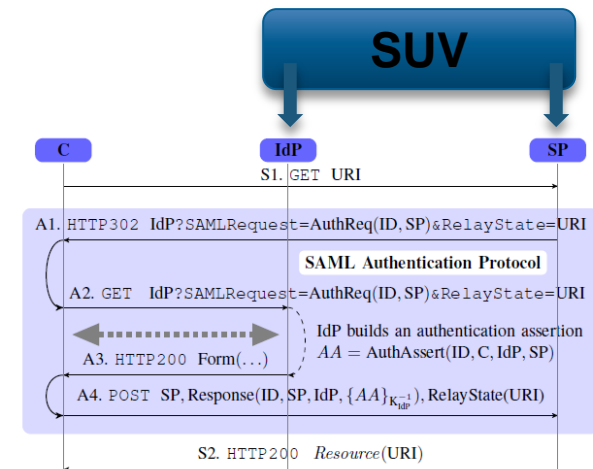 SUV
C IdP SP
S1. GET URI
A1. HTTP302 IdP?SAMLRequest=AuthReq(ID, SP)&RelayState=URI
SAML Authentication Protocol
A2. GET IdP?SAMLRequest=AuthReq(ID, SP)&RelayState=URI
IdP builds an authentication assertion
AA = AuthAssert(ID, C, IdP, SP)
A3. HTTP200 Form(...)
A4. POST SP, Response(ID, SP, IdP, {AA}K⁻¹IdP), RelayState(URI)
S2. HTTP200 Resource(URI)